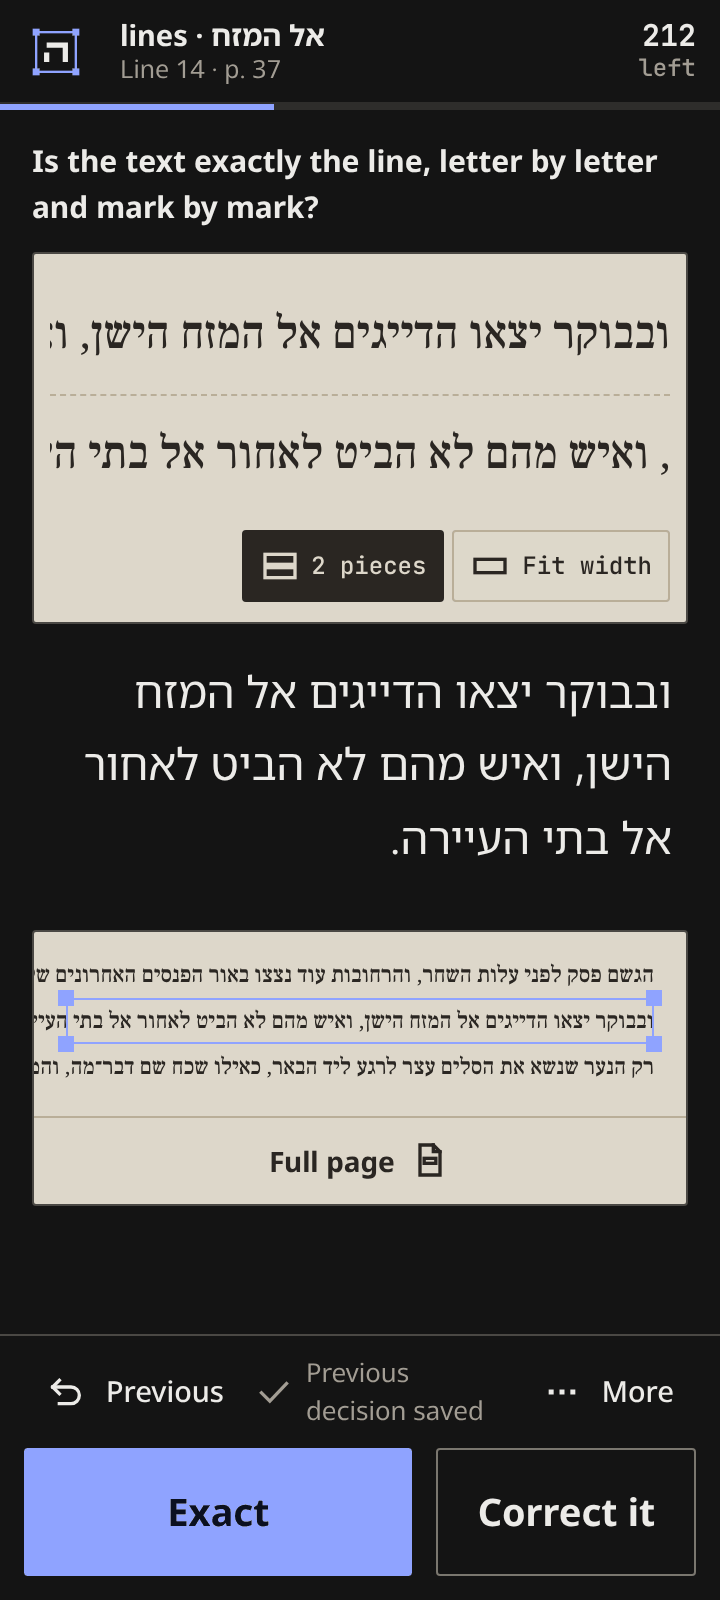 ה
lines · אל המזח
Line 14 · p. 37
212
left
Is the text exactly the line, letter by letter
and mark by mark?
ובבוקר יצאו הדייגים אל המזח הישן, ו
, ואיש מהם לא הביט לאחור אל בתי הי
2 pieces
Fit width
ובבוקר יצאו הדייגים אל המזח
הישן, ואיש מהם לא הביט לאחור
אל בתי העיירה.
הגשם פסק לפני עלות השחר, והרחובות עוד נצצו באור הפנסים האחרונים
ובבוקר יצאו הדייגים אל המזח הישן, ואיש מהם לא הביט לאחור אל בתי העיי
רק הנער שנשא את הסלים עצר לרגע ליד הבאר, כאילו שכח שם דבר־מה,
Full page
Previous
Previous
decision saved
More
Exact
Correct it